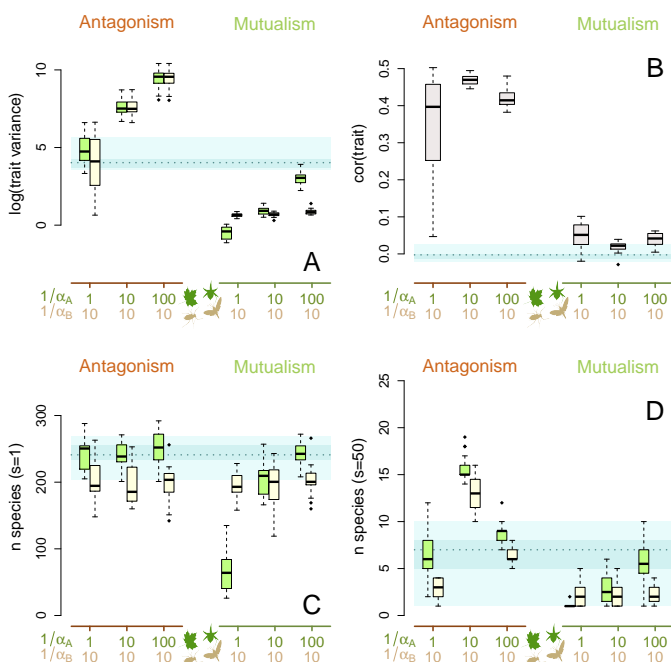 Antagonism Mutualism
log(trait variance)
10
5
0
A
1/αA 1 10 100 1 10 100
1/αB 10 10 10 10 10 10
B
cor(trait)
0.5
0.4
0.3
0.2
0.1
0.0
1/αA 1 10 100 1 10 100
1/αB 10 10 10 10 10 10
Antagonism Mutualism
n species (s=1)
300
200
100
0
C
1/αA 1 10 100 1 10 100
1/αB 10 10 10 10 10 10
Antagonism Mutualism
n species (s=50)
25
20
15
10
5
0
D
1/αA 1 10 100 1 10 100
1/αB 10 10 10 10 10 10